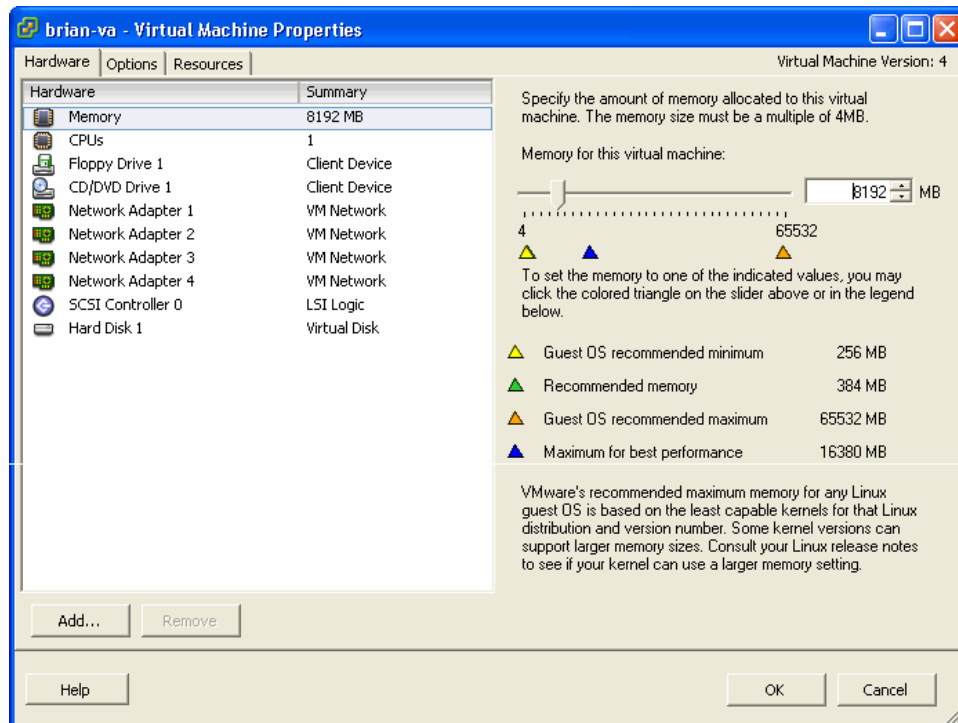 brian-va - Virtual Machine Properties
Hardware Options Resources Virtual Machine Version: 4
Hardware Summary
Memory 8192 MB
CPUs 1
Floppy Drive 1 Client Device
CD/DVD Drive 1 Client Device
Network Adapter 1 VM Network
Network Adapter 2 VM Network
Network Adapter 3 VM Network
Network Adapter 4 VM Network
SCSI Controller 0 LSI Logic
Hard Disk 1 Virtual Disk
Specify the amount of memory allocated to this virtual
machine. The memory size must be a multiple of 4MB.
Memory for this virtual machine:
8192 MB
4 65532
To set the memory to one of the indicated values, you may
click the colored triangle on the slider above or in the legend
below.
Guest OS recommended minimum 256 MB
Recommended memory 384 MB
Guest OS recommended maximum 65532 MB
Maximum for best performance 16380 MB
VMware's recommended maximum memory for any Linux
guest OS is based on the least capable kernels for that Linux
distribution and version number. Some kernel versions can
support larger memory sizes. Consult your Linux release notes
to see if your kernel can use a larger memory setting.
Add... Remove
Help OK Cancel